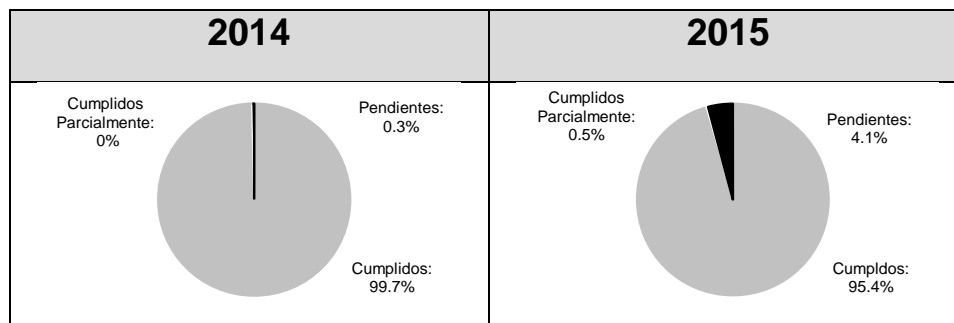 2014
2015
Cumplidos
Parcialmente:
0%
Pendientes:
0.3%
Cumplidos:
99.7%
Cumplidos
Parcialmente:
0.5%
Pendientes:
4.1%
Cumpldos:
95.4%